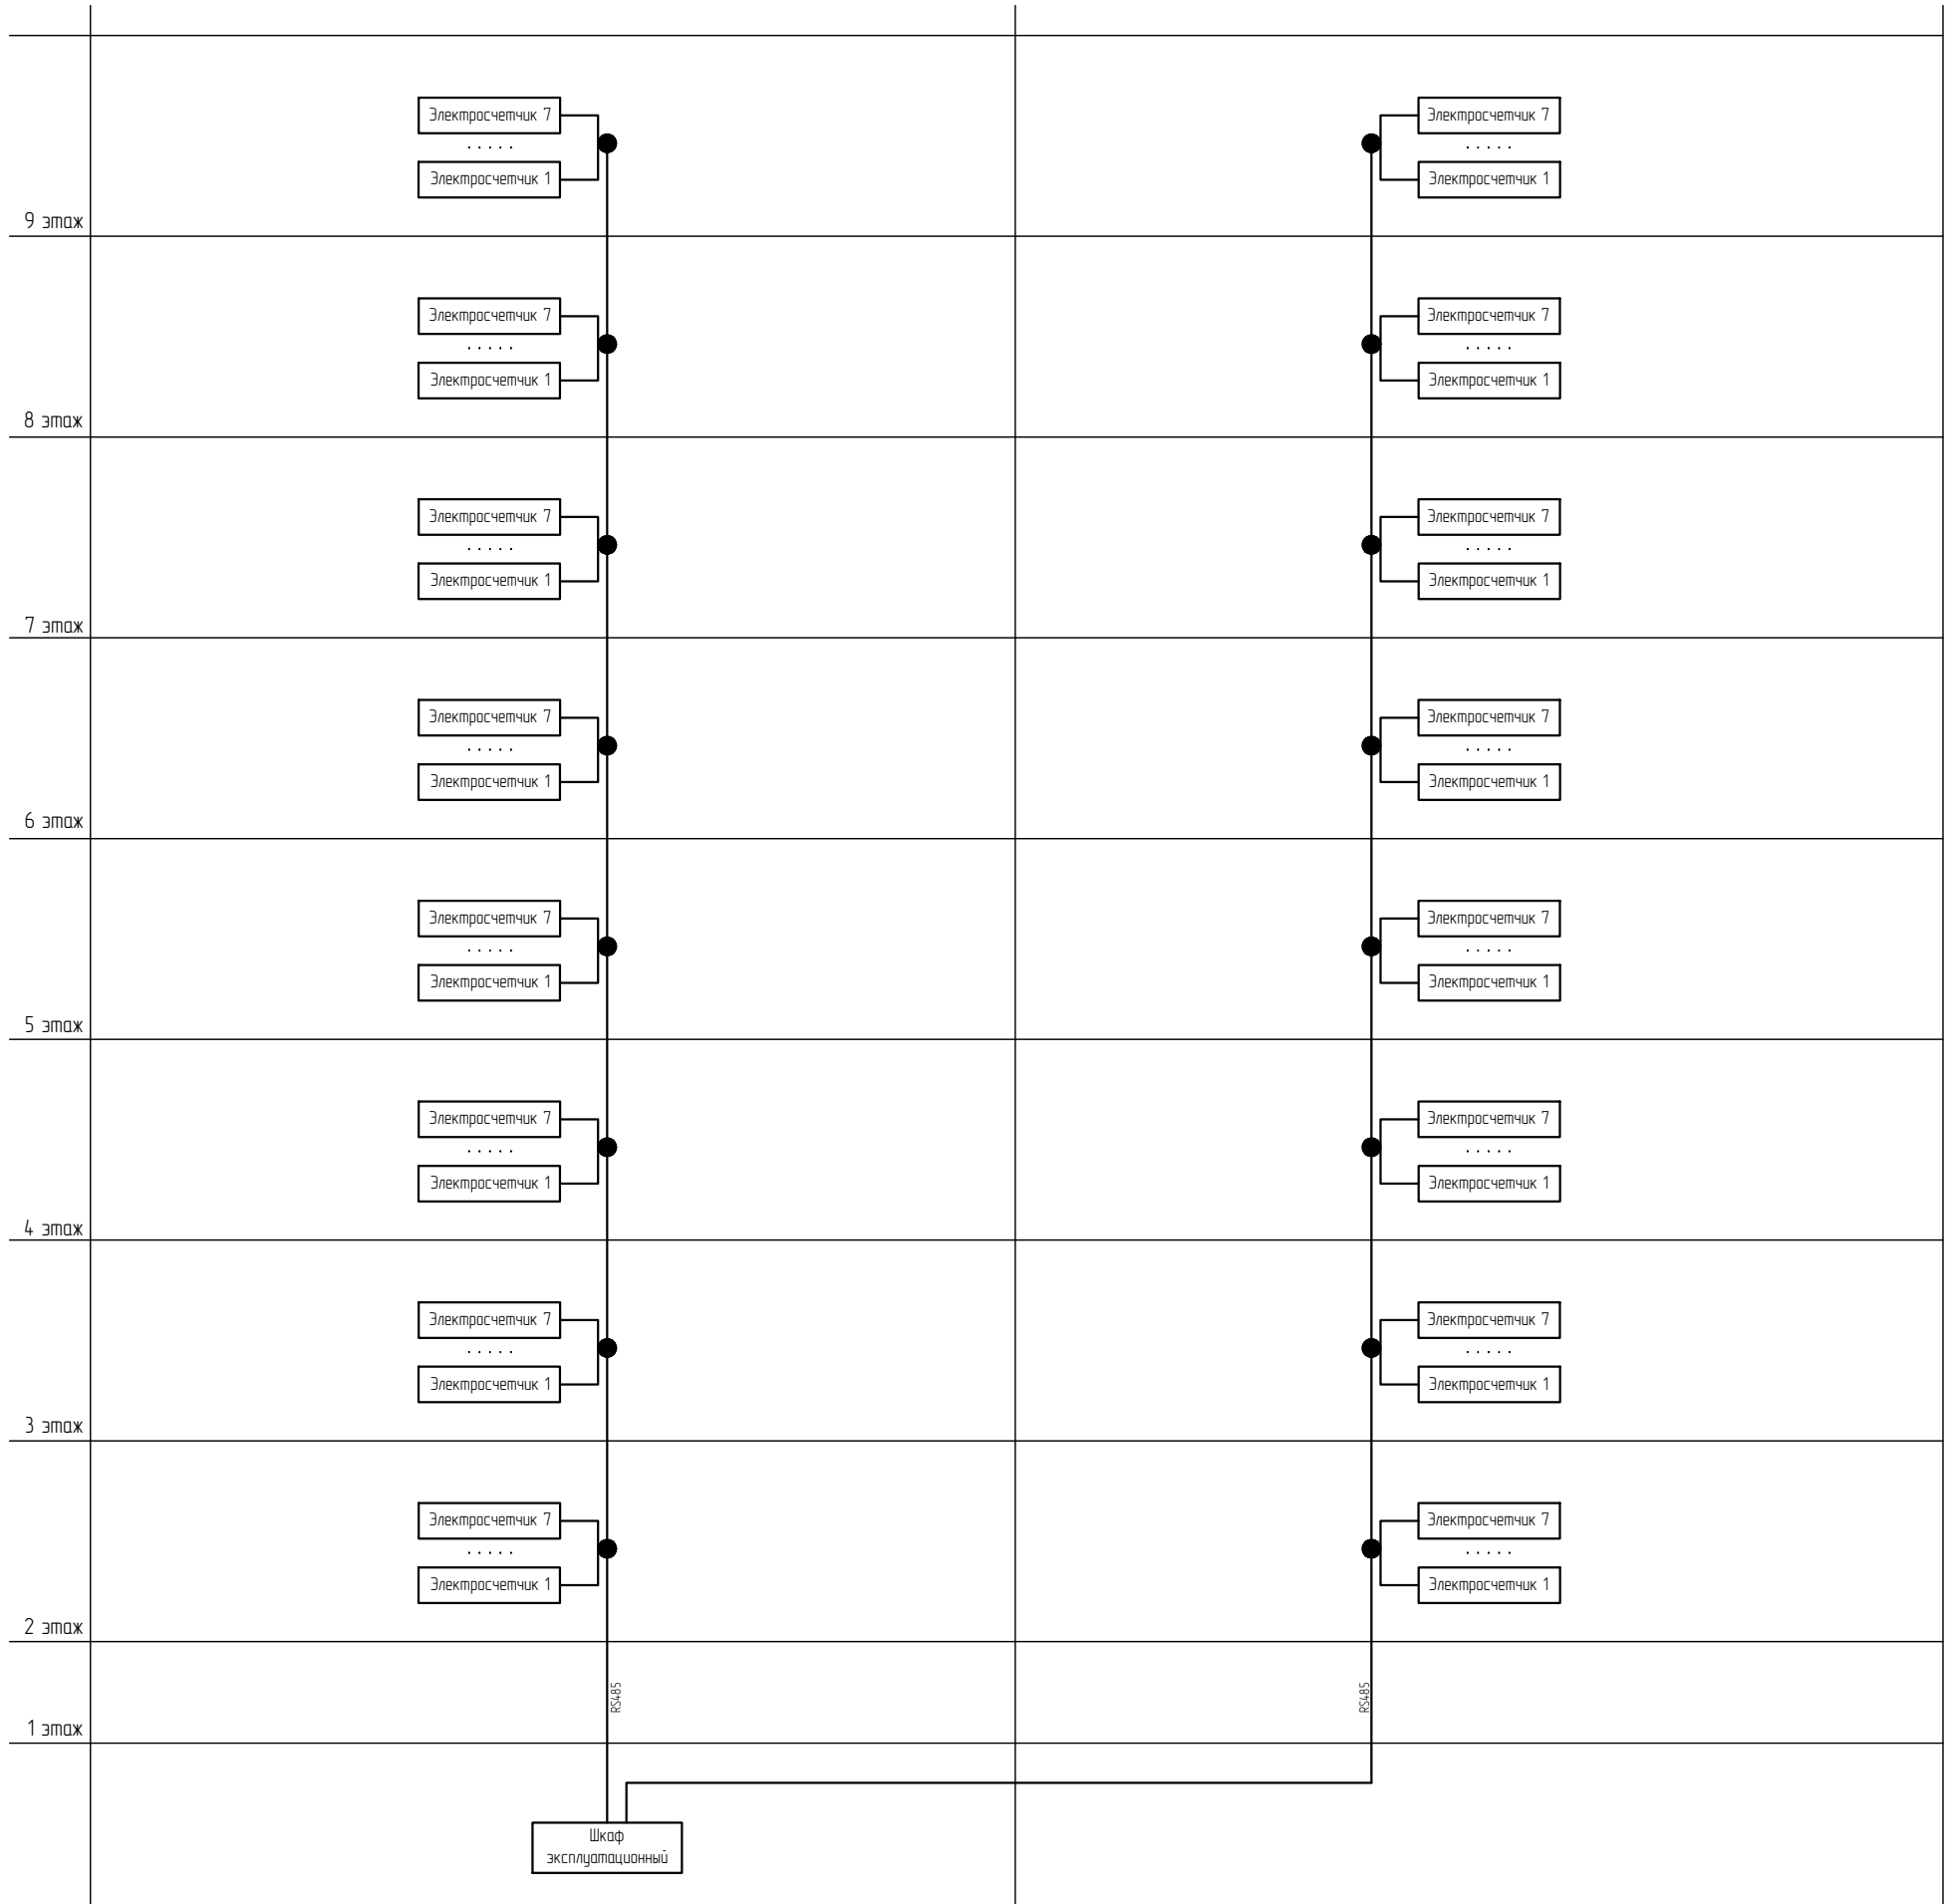 Электросчетчик 7
Электросчетчик 7
. . . . .
. . . . .
Электросчетчик 1
Электросчетчик 1
9 этаж
Электросчетчик 7
Электросчетчик 7
. . . . .
. . . . .
Электросчетчик 1
Электросчетчик 1
8 этаж
Электросчетчик 7
Электросчетчик 7
. . . . .
. . . . .
Электросчетчик 1
Электросчетчик 1
7 этаж
Электросчетчик 7
Электросчетчик 7
. . . . .
. . . . .
Электросчетчик 1
Электросчетчик 1
6 этаж
Электросчетчик 7
Электросчетчик 7
. . . . .
. . . . .
Электросчетчик 1
Электросчетчик 1
5 этаж
Электросчетчик 7
Электросчетчик 7
. . . . .
. . . . .
Электросчетчик 1
Электросчетчик 1
4 этаж
Электросчетчик 7
Электросчетчик 7
. . . . .
. . . . .
Электросчетчик 1
Электросчетчик 1
3 этаж
Электросчетчик 7
Электросчетчик 7
. . . . .
. . . . .
Электросчетчик 1
Электросчетчик 1
2 этаж
RS485
RS485
1 этаж
Шкаф
эксплуатационный